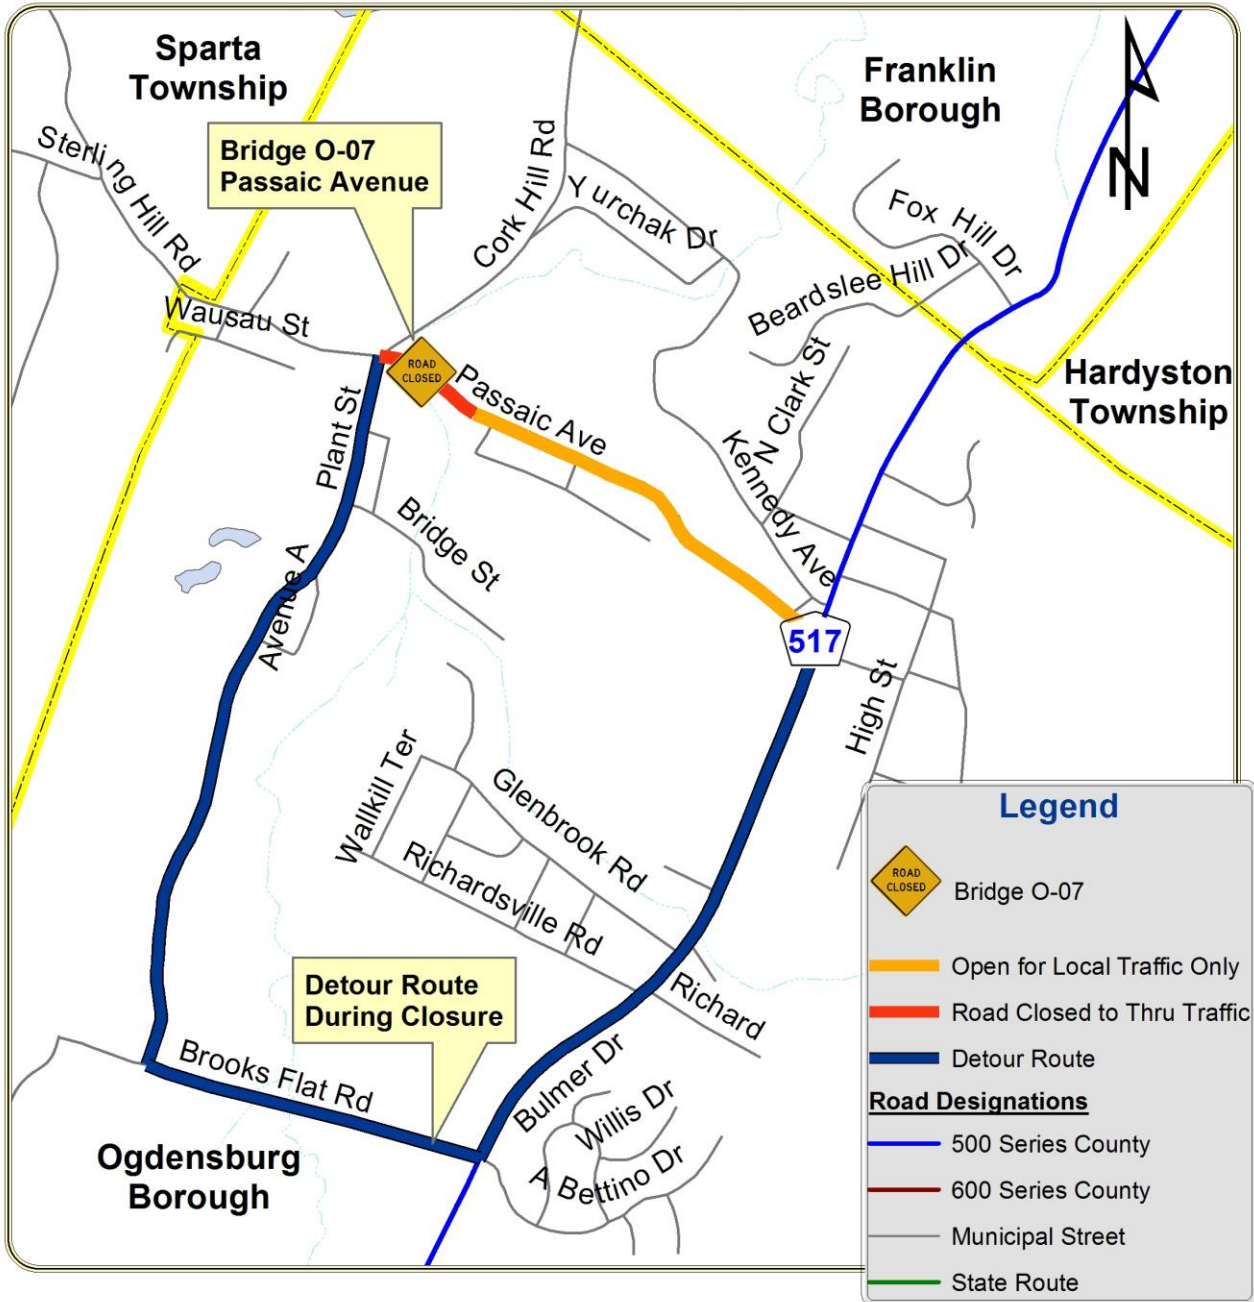 Sparta
Township
Franklin
Borough
N
Sterling Hill Rd
Bridge O-07
Passaic Avenue
Cork Hill Rd
Yurchak Dr
Fox Hill Dr
Beardslee Hill Dr
Wausau St
ROAD
CLOSED
Passaic Ave
N Clark St
Hardyston
Township
Plant St
Kennedy Ave
Bridge St
Avenue A
517
High St
Wallkill Ter
Glenbrook Rd
Richardsville Rd
Richard
Detour Route
During Closure
Bulmer Dr
Brooks Flat Rd
Willis Dr
A Bettino Dr
Ogdensburg
Borough
Legend
ROAD
CLOSED
Bridge O-07
Open for Local Traffic Only
Road Closed to Thru Traffic
Detour Route
Road Designations
500 Series County
600 Series County
Municipal Street
State Route